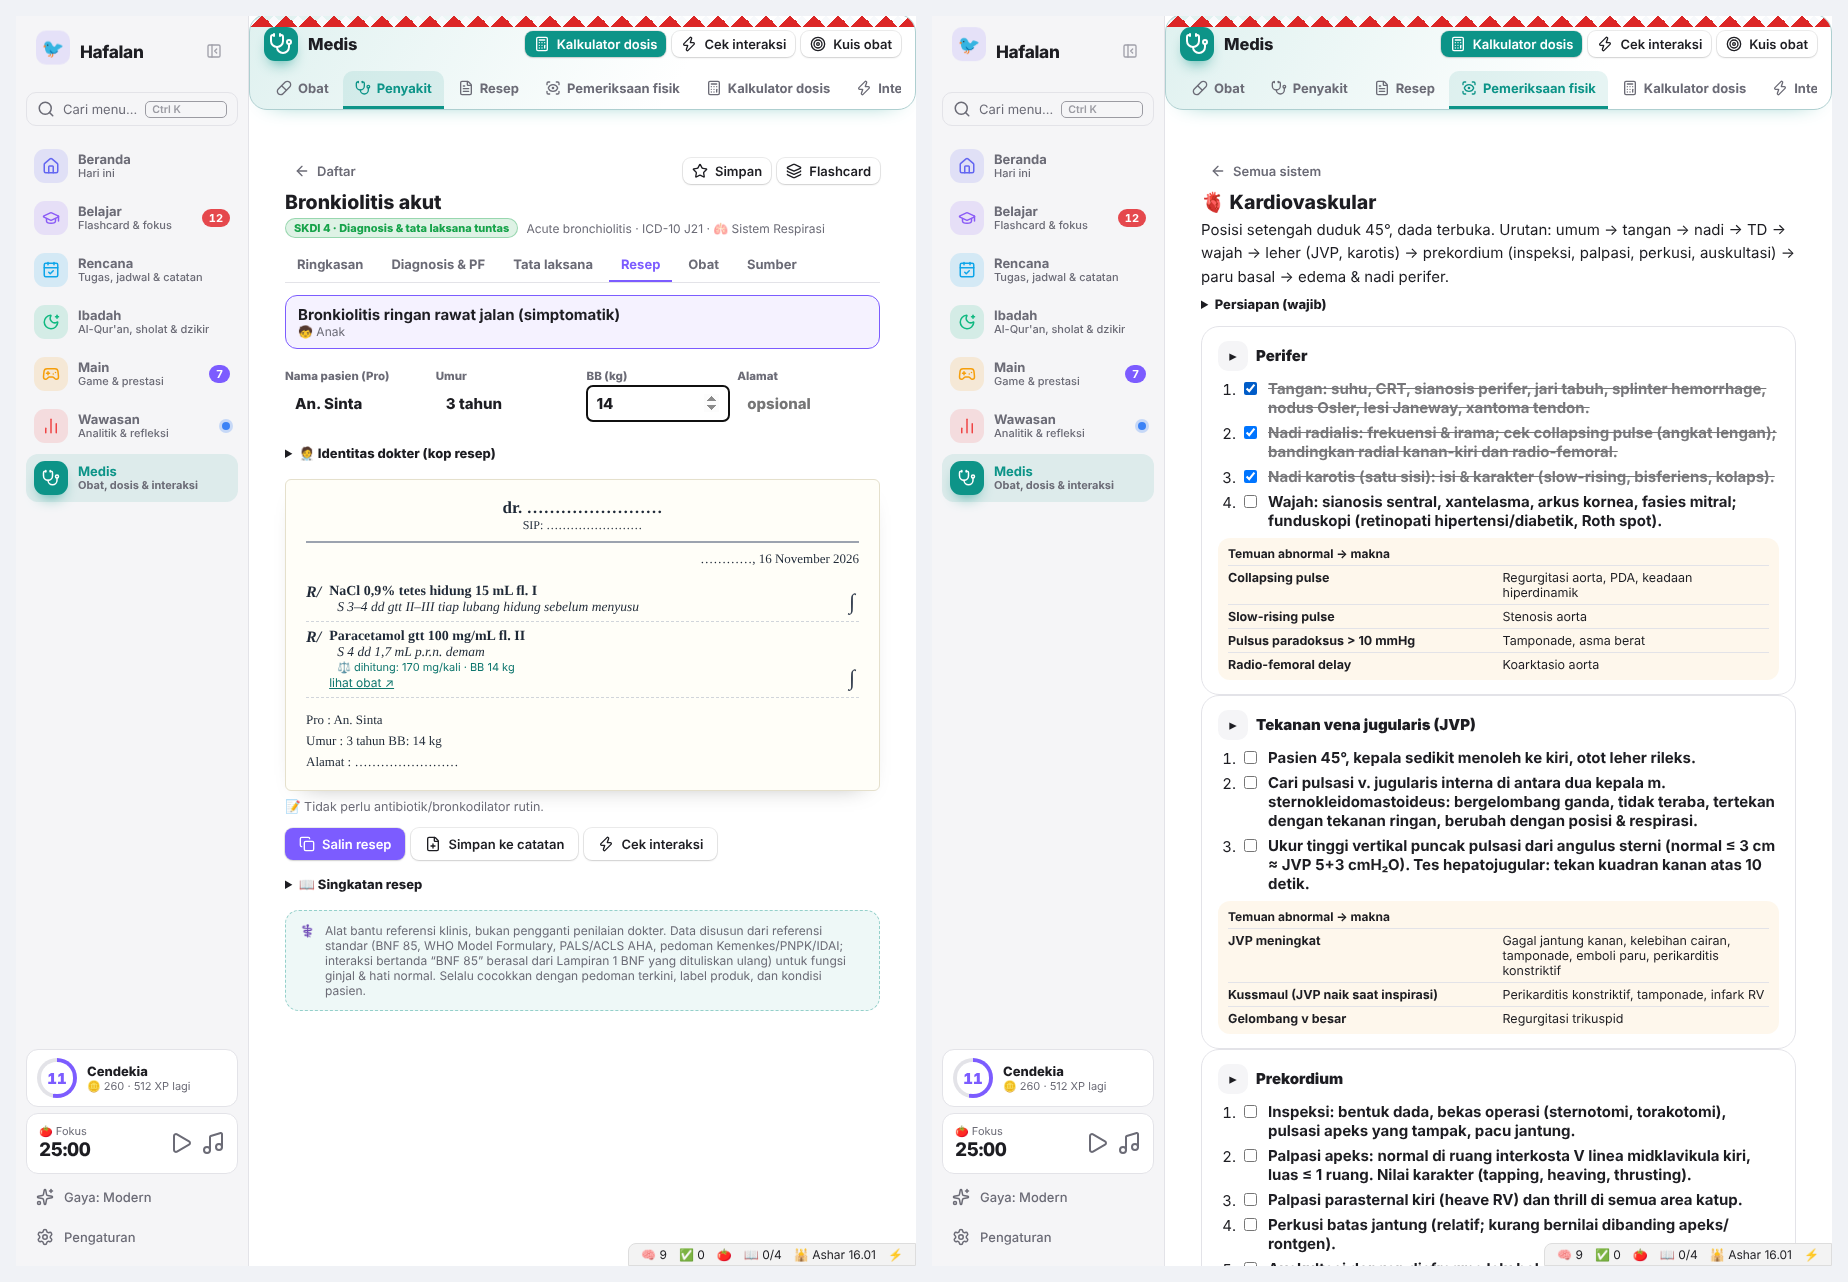 Hafalan
Cari menu... Ctrl K
Beranda
Hari ini
Belajar
Flashcard & fokus
12
Rencana
Tugas, jadwal & catatan
Ibadah
Al-Qur'an, sholat & dzikir
Main
Game & prestasi
7
Wawasan
Analitik & refleksi
Medis
Obat, dosis & interaksi
11
Cendekia
260 · 512 XP lagi
Fokus
25:00
Gaya: Modern
Pengaturan
Medis
Kalkulator dosis
Cek interaksi
Kuis obat
Obat
Penyakit
Resep
Pemeriksaan fisik
Kalkulator dosis
Inte
Daftar
Simpan
Flashcard
Bronkiolitis akut
SKDI 4 · Diagnosis & tata laksana tuntas
Acute bronchiolitis · ICD-10 J21 · Sistem Respirasi
Ringkasan
Diagnosis & PF
Tata laksana
Resep
Obat
Sumber
Bronkiolitis ringan rawat jalan (simptomatik)
Anak
Nama pasien (Pro)
Umur
BB (kg)
Alamat
An. Sinta
3 tahun
14
opsional
Identitas dokter (kop resep)
dr. ........................
SIP: ........................
............, 16 November 2026
R/ NaCl 0,9% tetes hidung 15 mL fl. I
S 3–4 dd gtt II–III tiap lubang hidung sebelum menyusu
∫
R/ Paracetamol gtt 100 mg/mL fl. II
S 4 dd 1,7 mL p.r.n. demam
dihitung: 170 mg/kali · BB 14 kg
lihat obat ↗
∫
Pro : An. Sinta
Umur : 3 tahun BB: 14 kg
Alamat : ........................
Tidak perlu antibiotik/bronkodilator rutin.
Salin resep
Simpan ke catatan
Cek interaksi
Singkatan resep
Alat bantu referensi klinis, bukan pengganti penilaian dokter. Data disusun dari referensi
standar (BNF 85, WHO Model Formulary, PALS/ACLS AHA, pedoman Kemenkes/PNPK/IDAI;
interaksi bertanda “BNF 85” berasal dari Lampiran 1 BNF yang dituliskan ulang) untuk fungsi
ginjal & hati normal. Selalu cocokkan dengan pedoman terkini, label produk, dan kondisi
pasien.
9 0 0/4 Ashar 16.01
Hafalan
Cari menu... Ctrl K
Beranda
Hari ini
Belajar
Flashcard & fokus
12
Rencana
Tugas, jadwal & catatan
Ibadah
Al-Qur'an, sholat & dzikir
Main
Game & prestasi
7
Wawasan
Analitik & refleksi
Medis
Obat, dosis & interaksi
11
Cendekia
260 · 512 XP lagi
Fokus
25:00
Gaya: Modern
Pengaturan
Medis
Kalkulator dosis
Cek interaksi
Kuis obat
Obat
Penyakit
Resep
Pemeriksaan fisik
Kalkulator dosis
Inte
Semua sistem
Kardiovaskular
Posisi setengah duduk 45°, dada terbuka. Urutan: umum → tangan → nadi → TD →
wajah → leher (JVP, karotis) → prekordium (inspeksi, palpasi, perkusi, auskultasi) →
paru basal → edema & nadi perifer.
Persiapan (wajib)
Perifer
1. Tangan: suhu, CRT, sianosis perifer, jari tabuh, splinter hemorrhage,
nodus Osler, lesi Janeway, xantoma tendon.
2. Nadi radialis: frekuensi & irama; cek collapsing pulse (angkat lengan);
bandingkan radial kanan-kiri dan radio-femoral.
3. Nadi karotis (satu sisi): isi & karakter (slow-rising, bisferiens, kolaps).
4. Wajah: sianosis sentral, xantelasma, arkus kornea, fasies mitral;
funduskopi (retinopati hipertensi/diabetik, Roth spot).
Temuan abnormal → makna
Collapsing pulse
Regurgitasi aorta, PDA, keadaan
hiperdinamik
Slow-rising pulse
Stenosis aorta
Pulsus paradoksus > 10 mmHg
Tamponade, asma berat
Radio-femoral delay
Koarktasio aorta
Tekanan vena jugularis (JVP)
1. Pasien 45°, kepala sedikit menoleh ke kiri, otot leher rileks.
2. Cari pulsasi v. jugularis interna di antara dua kepala m.
sternokleidomastoideus: bergelombang ganda, tidak teraba, tertekan
dengan tekanan ringan, berubah dengan posisi & respirasi.
3. Ukur tinggi vertikal puncak pulsasi dari angulus sterni (normal ≤ 3 cm
≈ JVP 5+3 cmH₂O). Tes hepatojugular: tekan kuadran kanan atas 10
detik.
Temuan abnormal → makna
JVP meningkat
Gagal jantung kanan, kelebihan cairan,
tamponade, emboli paru, perikarditis
konstriktif
Kussmaul (JVP naik saat inspirasi)
Perikarditis konstriktif, tamponade, infark RV
Gelombang v besar
Regurgitasi trikuspid
Prekordium
1. Inspeksi: bentuk dada, bekas operasi (sternotomi, torakotomi),
pulsasi apeks yang tampak, pacu jantung.
2. Palpasi apeks: normal di ruang interkosta V linea midklavikula kiri,
luas ≤ 1 ruang. Nilai karakter (tapping, heaving, thrusting).
3. Palpasi parasternal kiri (heave RV) dan thrill di semua area katup.
4. Perkusi batas jantung (relatif; kurang bernilai dibanding apeks/
rontgen).
9 0 0/4 Ashar 16.01